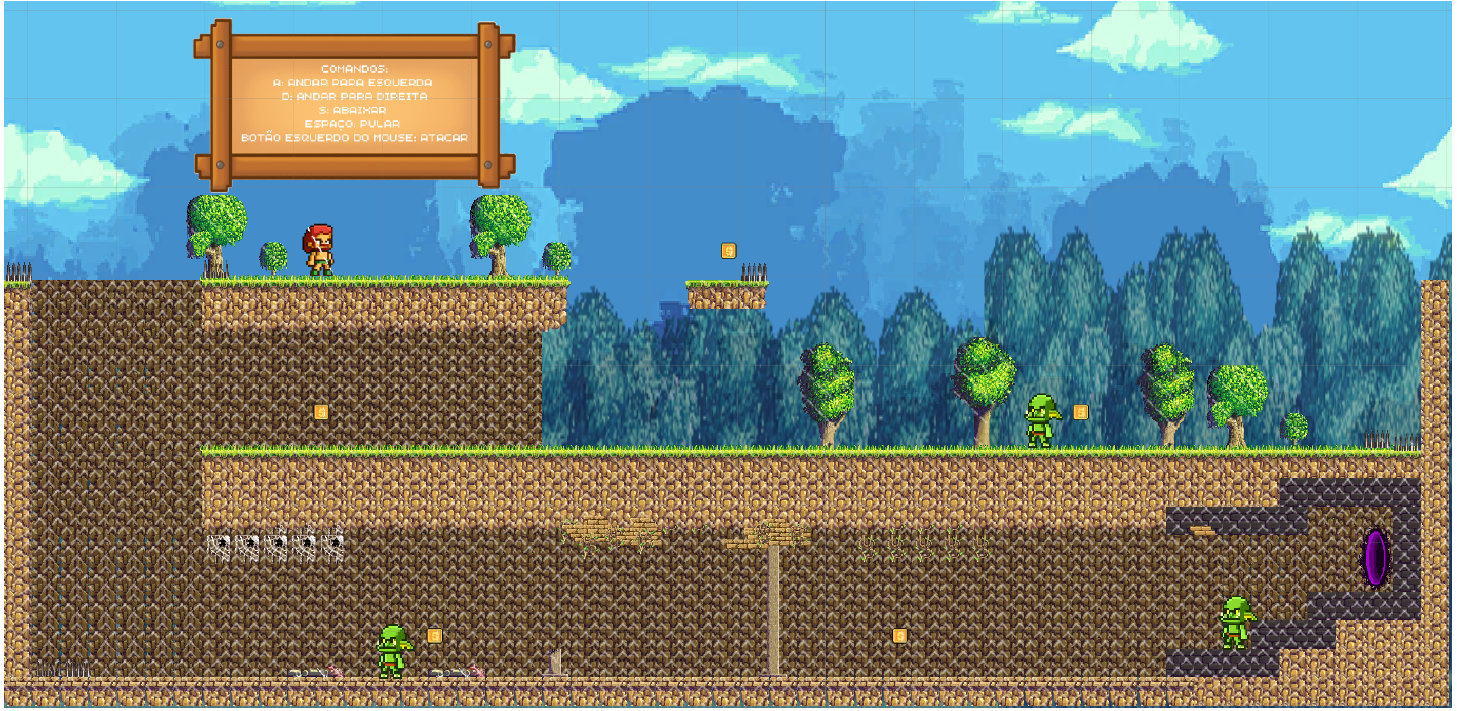 COMANDOS:
A: ANDAR PARA ESQUERDA
D: ANDAR PARA DIREITA
S: ABAIXAR
ESPAÇO: PULAR
BOTÃO ESQUERDO DO MOUSE: ATACAR